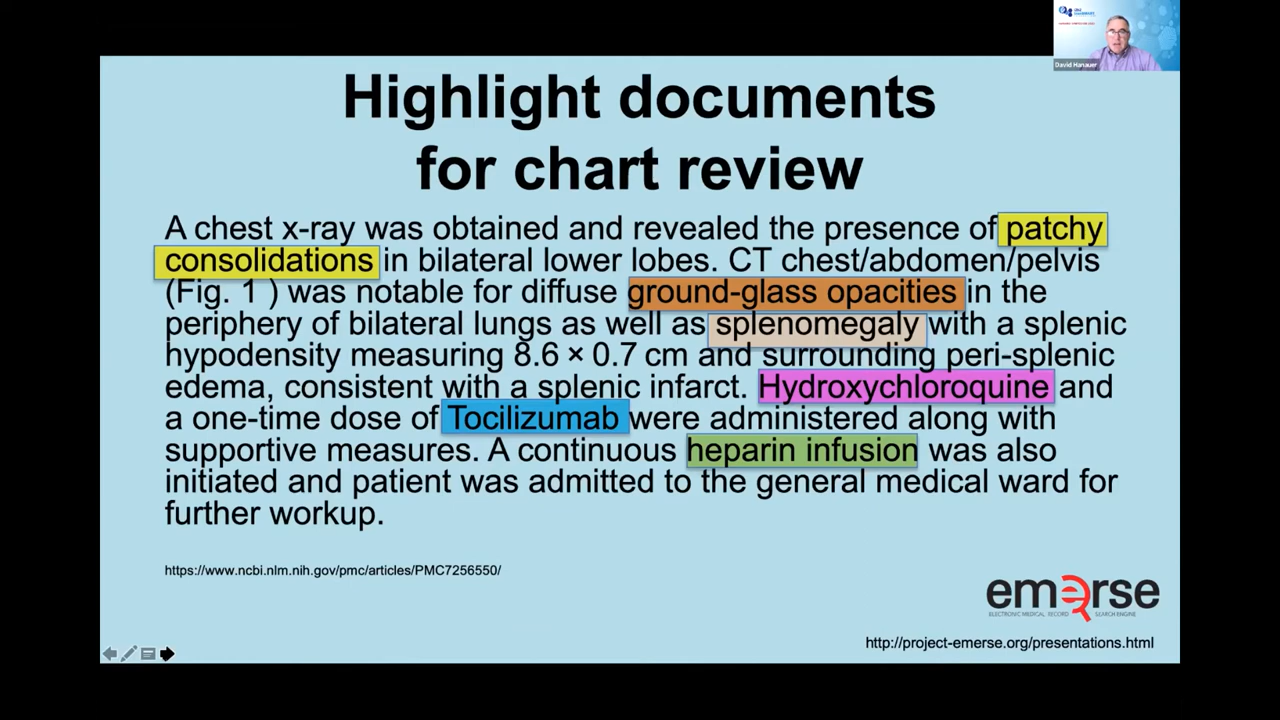 David Hanauer
Highlight documents
for chart review
A chest x-ray was obtained and revealed the presence of patchy
consolidations in bilateral lower lobes. CT chest/abdomen/pelvis
(Fig. 1 ) was notable for diffuse ground-glass opacities in the
periphery of bilateral lungs as well as splenomegaly with a splenic
hypodensity measuring 8.6 × 0.7 cm and surrounding peri-splenic
edema, consistent with a splenic infarct. Hydroxychloroquine and
a one-time dose of Tocilizumab were administered along with
supportive measures. A continuous heparin infusion was also
initiated and patient was admitted to the general medical ward for
further workup.
https://www.ncbi.nlm.nih.gov/pmc/articles/PMC7256550/
emerse
ELECTRONIC MEDICAL RECORD SEARCH ENGINE
http://project-emerse.org/presentations.html